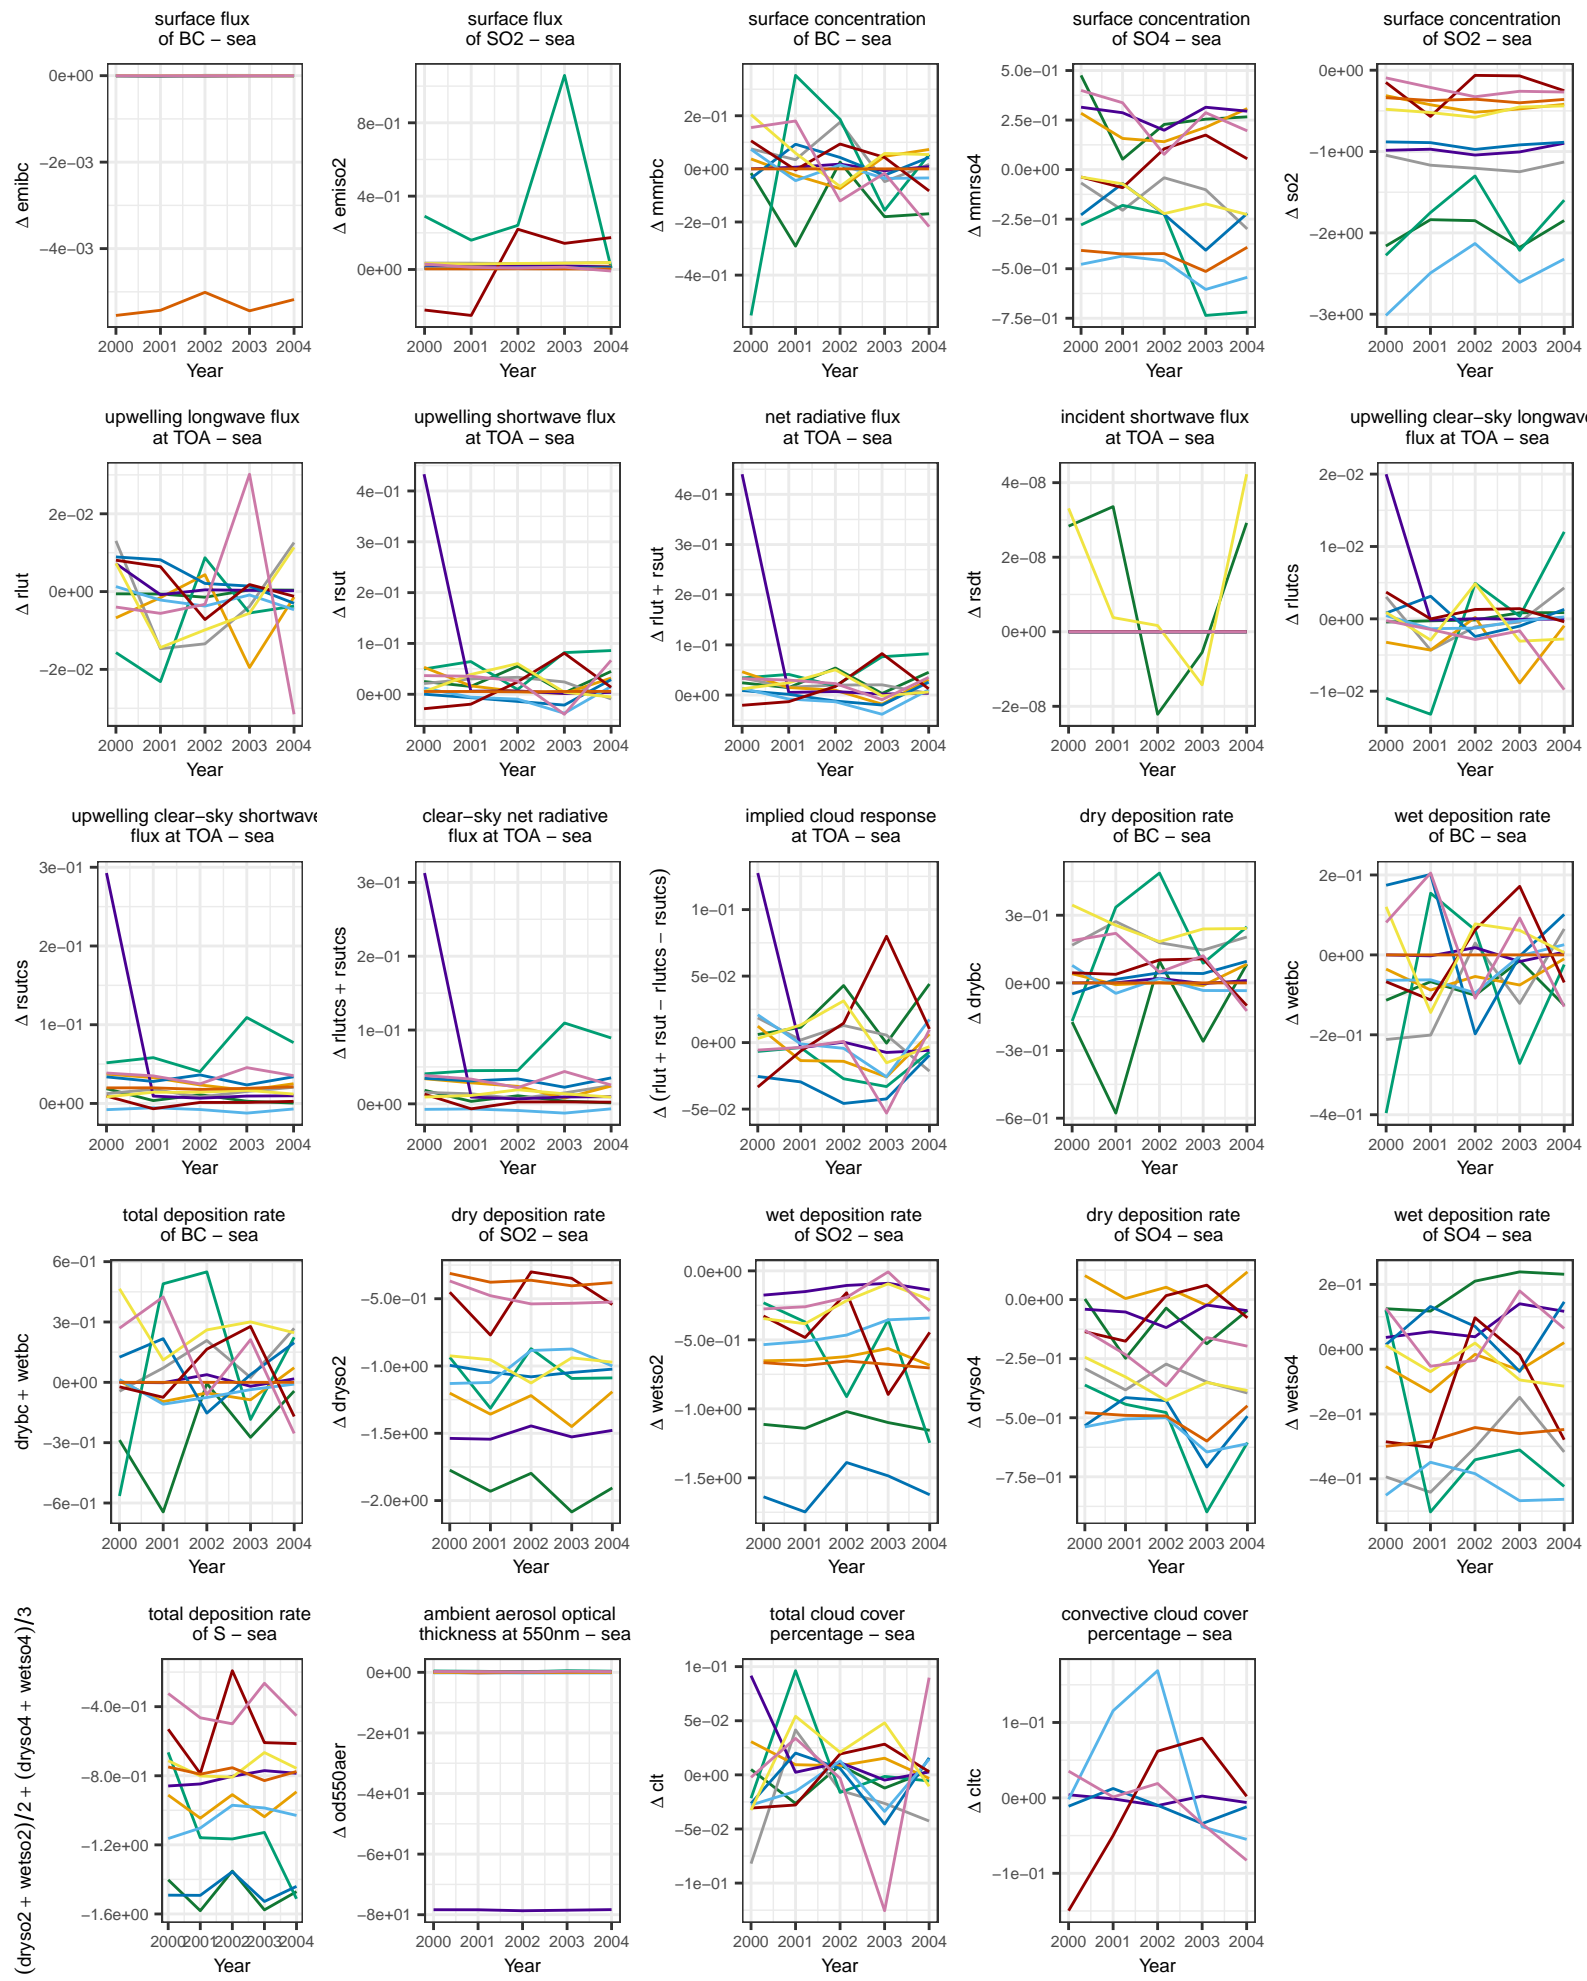 surface flux
of BC − sea
surface flux
of SO2 − sea
surface concentration
of BC − sea
surface concentration
of SO4 − sea
surface concentration
of SO2 − sea
Δ emibc
0e+00
−2e−03
−4e−03
2000 2001 2002 2003 2004
Year
Δ emiso2
8e−01
4e−01
0e+00
2000 2001 2002 2003 2004
Year
Δ mmrbc
2e−01
0e+00
−2e−01
−4e−01
2000 2001 2002 2003 2004
Year
Δ mmrso4
5.0e−01
2.5e−01
0.0e+00
−2.5e−01
−5.0e−01
−7.5e−01
2000 2001 2002 2003 2004
Year
Δ so2
0e+00
−1e+00
−2e+00
−3e+00
2000 2001 2002 2003 2004
Year
upwelling longwave flux
at TOA − sea
upwelling shortwave flux
at TOA − sea
net radiative flux
at TOA − sea
incident shortwave flux
at TOA − sea
upwelling clear−sky longwave
flux at TOA − sea
Δ rlut
2e−02
0e+00
−2e−02
2000 2001 2002 2003 2004
Year
Δ rsut
4e−01
3e−01
2e−01
1e−01
0e+00
2000 2001 2002 2003 2004
Year
Δ rlut + rsut
4e−01
3e−01
2e−01
1e−01
0e+00
2000 2001 2002 2003 2004
Year
Δ rsdt
4e−08
2e−08
0e+00
−2e−08
2000 2001 2002 2003 2004
Year
Δ rlutcs
2e−02
1e−02
0e+00
−1e−02
2000 2001 2002 2003 2004
Year
upwelling clear−sky shortwave
flux at TOA − sea
clear−sky net radiative
flux at TOA − sea
implied cloud response
at TOA − sea
dry deposition rate
of BC − sea
wet deposition rate
of BC − sea
Δ rsutcs
3e−01
2e−01
1e−01
0e+00
2000 2001 2002 2003 2004
Year
Δ rlutcs + rsutcs
3e−01
2e−01
1e−01
0e+00
2000 2001 2002 2003 2004
Year
Δ (rlut + rsut − rlutcs − rsutcs)
1e−01
5e−02
0e+00
−5e−02
2000 2001 2002 2003 2004
Year
Δ drybc
3e−01
0e+00
−3e−01
−6e−01
2000 2001 2002 2003 2004
Year
Δ wetbc
2e−01
0e+00
−2e−01
−4e−01
2000 2001 2002 2003 2004
Year
total deposition rate
of BC − sea
dry deposition rate
of SO2 − sea
wet deposition rate
of SO2 − sea
dry deposition rate
of SO4 − sea
wet deposition rate
of SO4 − sea
drybc + wetbc
6e−01
3e−01
0e+00
−3e−01
−6e−01
2000 2001 2002 2003 2004
Year
Δ dryso2
−5.0e−01
−1.0e+00
−1.5e+00
−2.0e+00
2000 2001 2002 2003 2004
Year
Δ wetso2
0.0e+00
−5.0e−01
−1.0e+00
−1.5e+00
2000 2001 2002 2003 2004
Year
Δ dryso4
0.0e+00
−2.5e−01
−5.0e−01
−7.5e−01
2000 2001 2002 2003 2004
Year
Δ wetso4
2e−01
0e+00
−2e−01
−4e−01
2000 2001 2002 2003 2004
Year
total deposition rate
of S − sea
ambient aerosol optical
thickness at 550nm − sea
total cloud cover
percentage − sea
convective cloud cover
percentage − sea
(dryso2 + wetso2)/2 + (dryso4 + wetso4)/3
−4.0e−01
−8.0e−01
−1.2e+00
−1.6e+00
2000 2001 2002 2003 2004
Year
Δ od550aer
0e+00
−2e+01
−4e+01
−6e+01
−8e+01
2000 2001 2002 2003 2004
Year
Δ clt
1e−01
5e−02
0e+00
−5e−02
−1e−01
2000 2001 2002 2003 2004
Year
Δ cltc
1e−01
0e+00
−1e−01
2000 2001 2002 2003 2004
Year